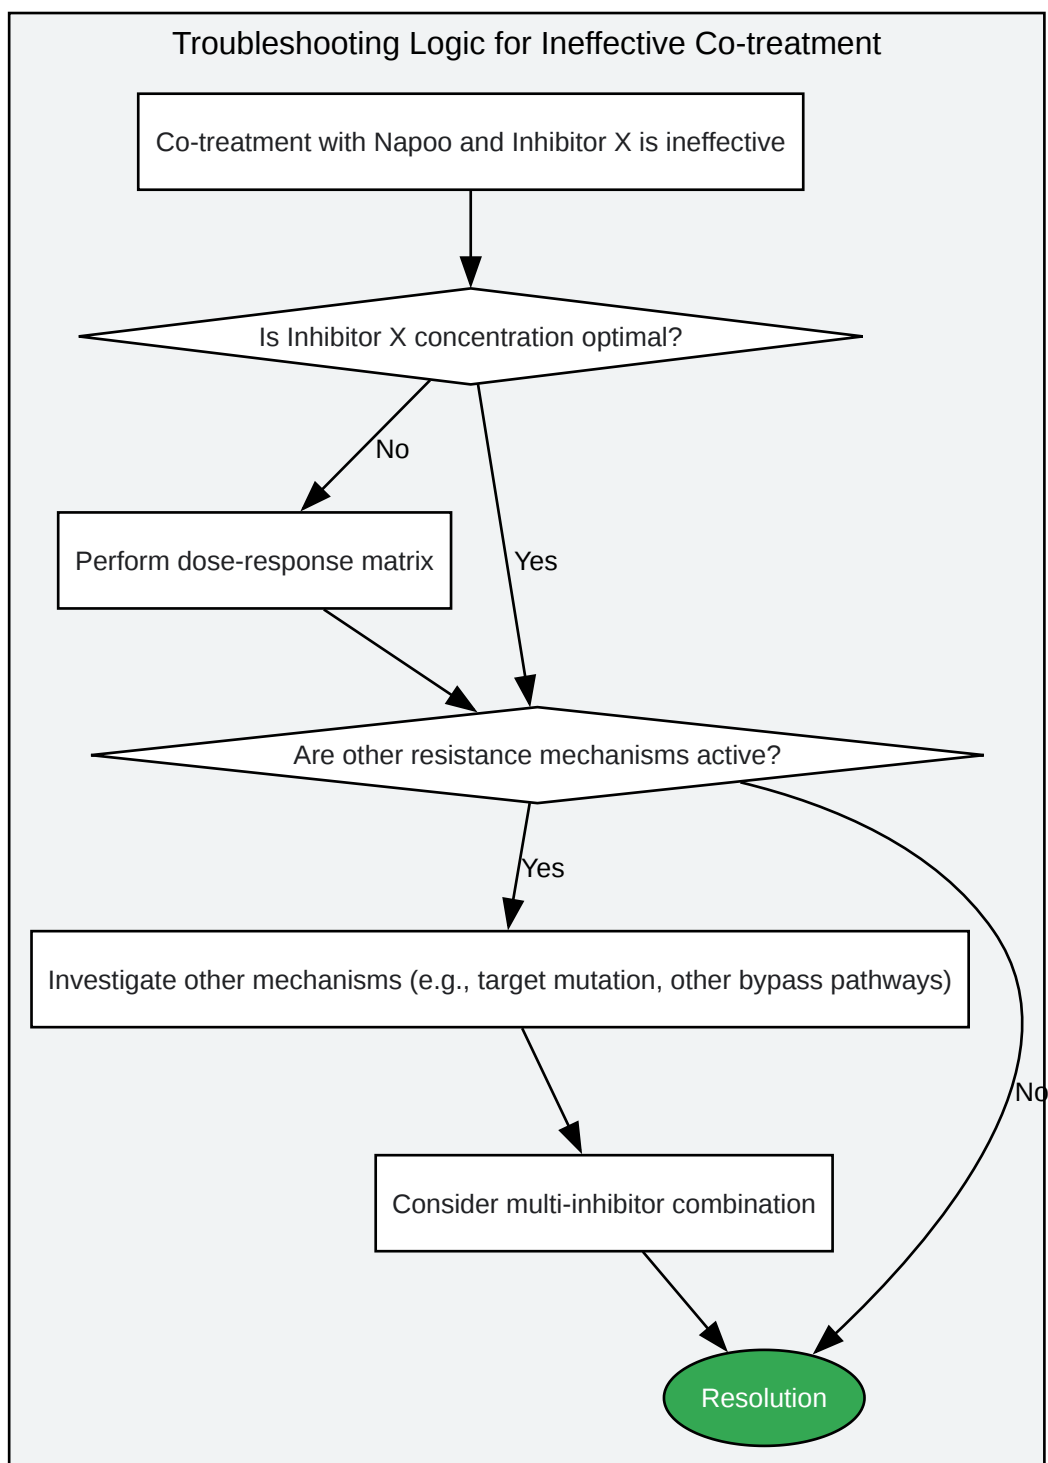 Troubleshooting Logic for Ineffective Co-treatment
Co-treatment with Napoo and Inhibitor X is ineffective
Is Inhibitor X concentration optimal?
No
Perform dose-response matrix
Yes
Are other resistance mechanisms active?
Yes
Investigate other mechanisms (e.g., target mutation, other bypass pathways)
No
Consider multi-inhibitor combination
Resolution